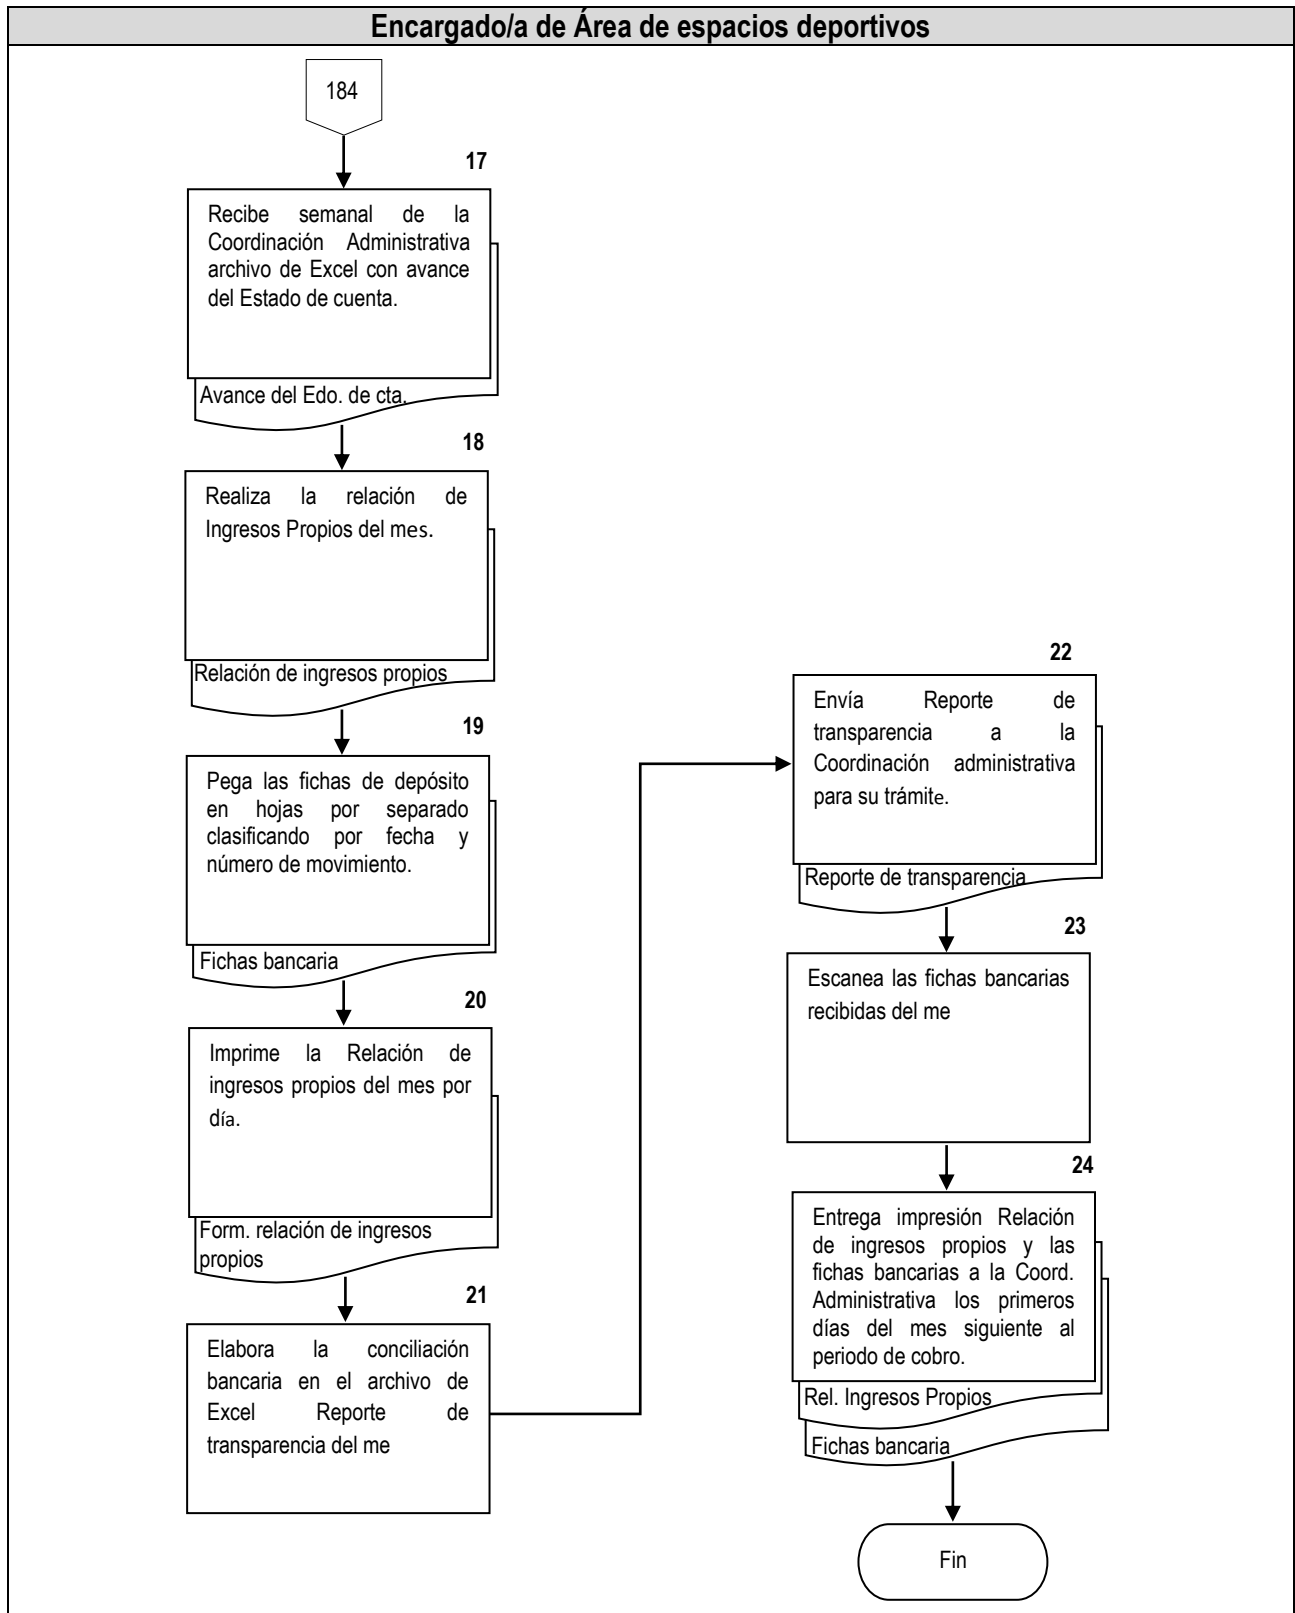 Encargado/a de Área de espacios deportivos
184
17
Recibe semanal de la
Coordinación Administrativa
archivo de Excel con avance
del Estado de cuenta.
Avance del Edo. de cta.
18
Realiza la relación de
Ingresos Propios del mes.
Relación de ingresos propios
19
Pega las fichas de depósito
en hojas por separado
clasificando por fecha y
número de movimiento.
Fichas bancaria
20
Imprime la Relación de
ingresos propios del mes por
día.
Form. relación de ingresos
propios
21
Elabora la conciliación
bancaria en el archivo de
Excel Reporte de
transparencia del me
22
Envía Reporte de
transparencia a la
Coordinación administrativa
para su trámite.
Reporte de transparencia
23
Escanea las fichas bancarias
recibidas del me
24
Entrega impresión Relación
de ingresos propios y las
fichas bancarias a la Coord.
Administrativa los primeros
días del mes siguiente al
periodo de cobro.
Rel. Ingresos Propios
Fichas bancaria
Fin